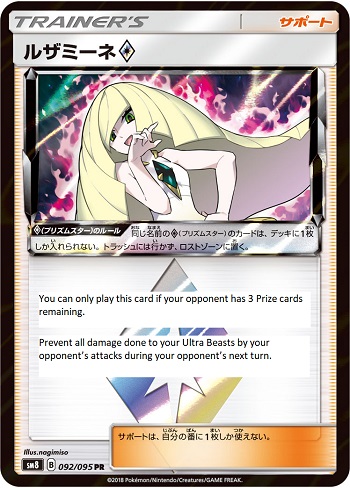 TRAINER'S サポート
ルザミーネ◇
◇(プリズムスター)のルール
同じ名前の◇(プリズムスター)のカードは、デッキに1枚
しか入れられない。トラッシュには行かず、ロストゾーンに置く。
You can only play this card if your opponent has 3 Prize cards
remaining.
Prevent all damage done to your Ultra Beasts by your
opponent's attacks during your opponent's next turn.
Illus.nagimiso
SM8 B 092/095 PR
サポートは、自分の番に1枚しか使えない。
©2018 Pokémon/Nintendo/Creatures/GAME FREAK.